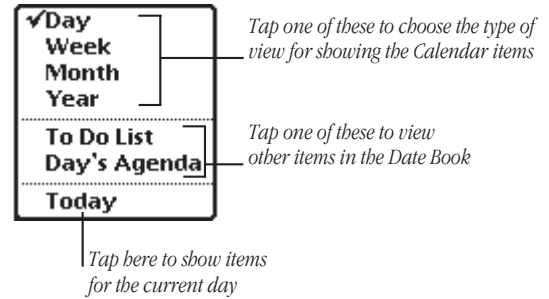 ✓Day
Week
Month
Year
Tap one of these to choose the type of
view for showing the Calendar items
To Do List
Day's Agenda
Tap one of these to view
other items in the Date Book
Today
Tap here to show items
for the current day